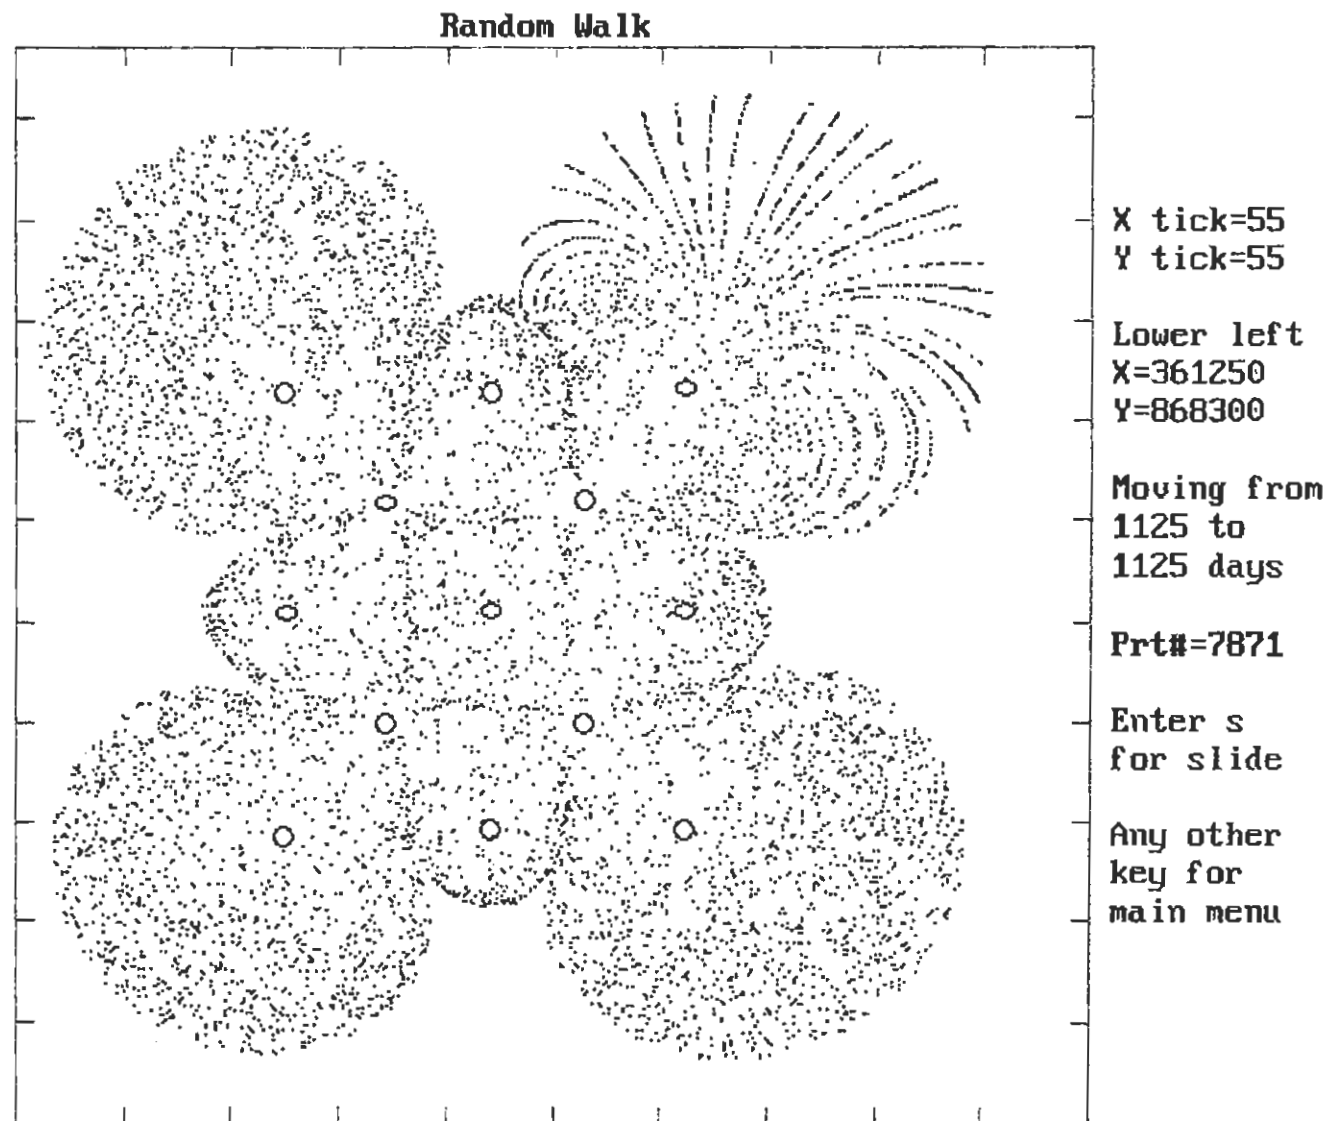 Random Walk
X tick=55
Y tick=55
Lower left
X=361250
Y=868300
Moving from
1125 to
1125 days
Prt#=7871
Enter s
for slide
Any other
key for
main menu